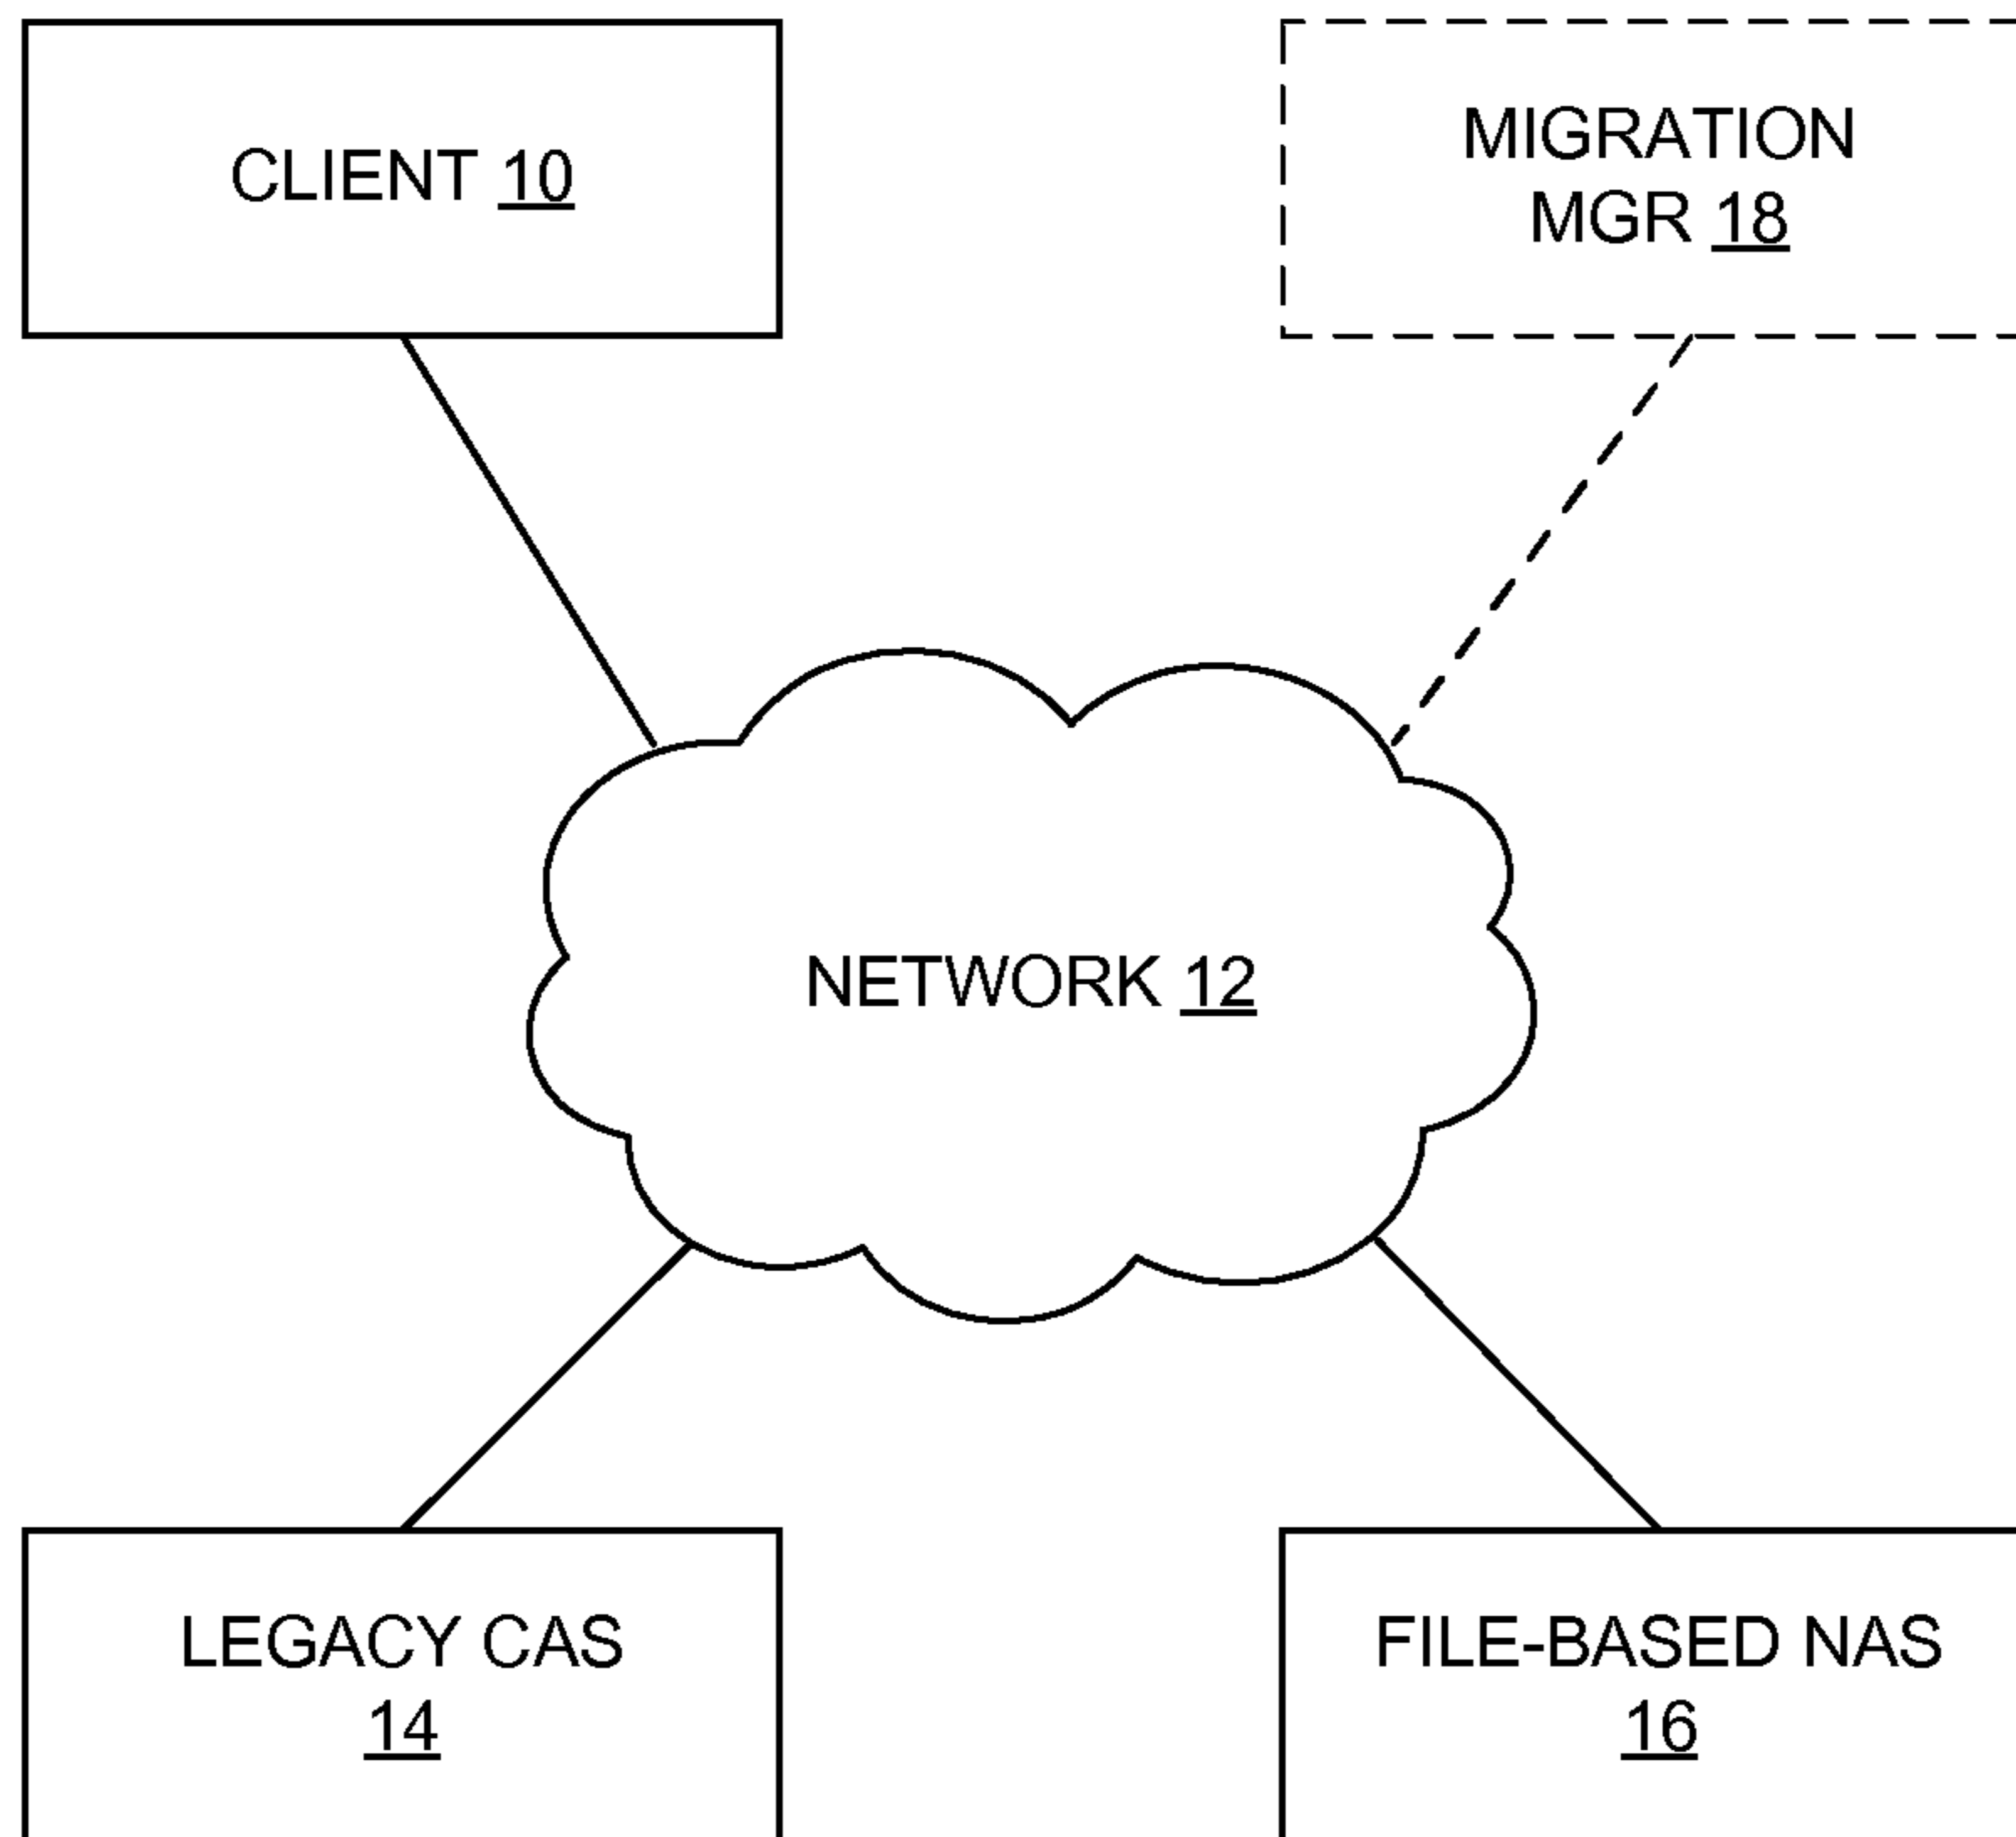 CLIENT 10
MIGRATION
MGR 18
NETWORK 12
LEGACY CAS
14
FILE-BASED NAS
16